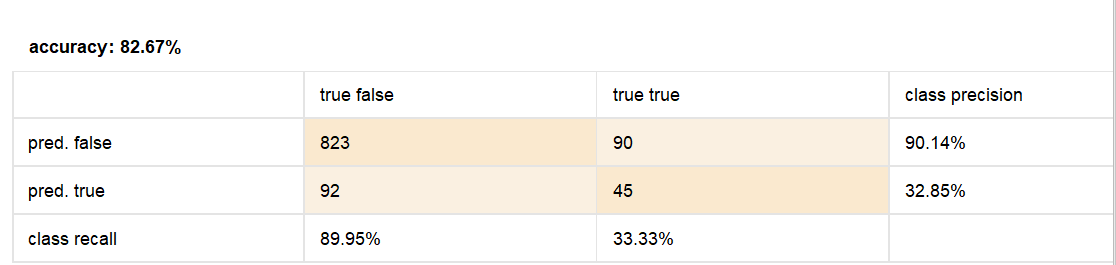 accuracy: 82.67%
true false true true class precision
pred. false 823 90 90.14%
pred. true 92 45 32.85%
class recall 89.95% 33.33%